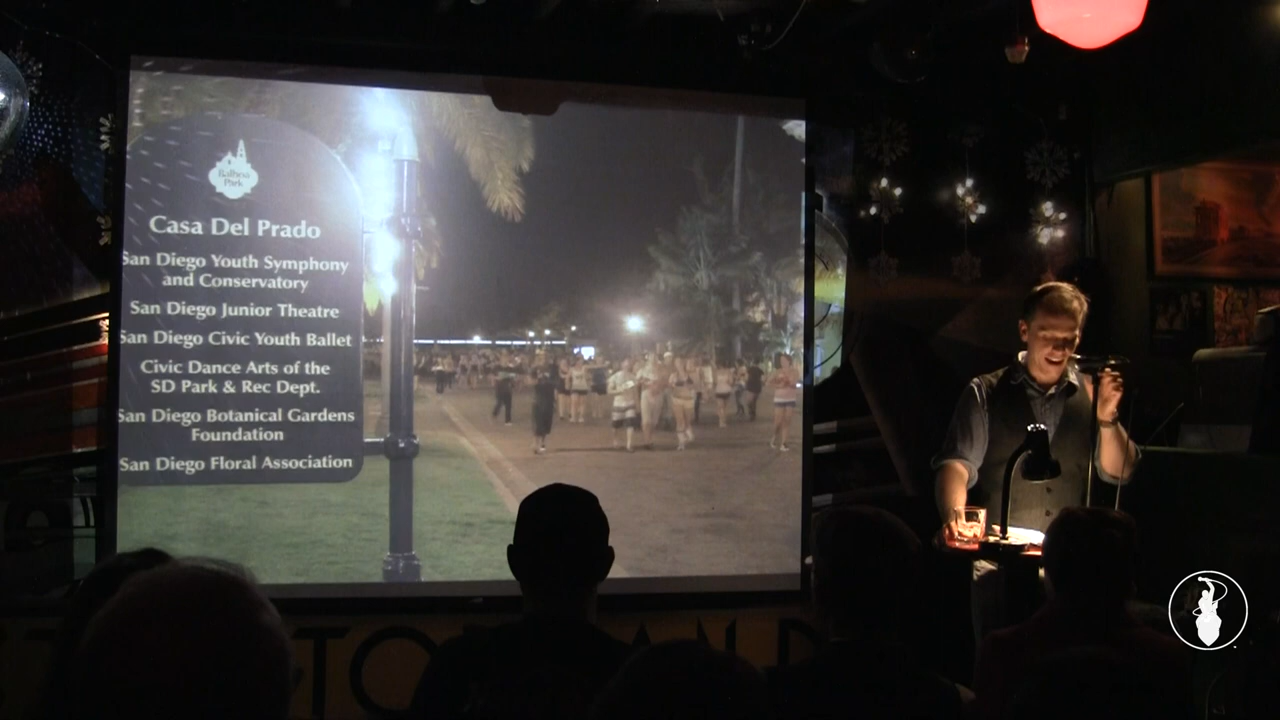 Balboa
Park
Casa Del Prado
San Diego Youth Symphony
and Conservatory
San Diego Junior Theatre
San Diego Civic Youth Ballet
Civic Dance Arts of the
SD Park & Rec Dept.
San Diego Botanical Gardens
Foundation
San Diego Floral Association